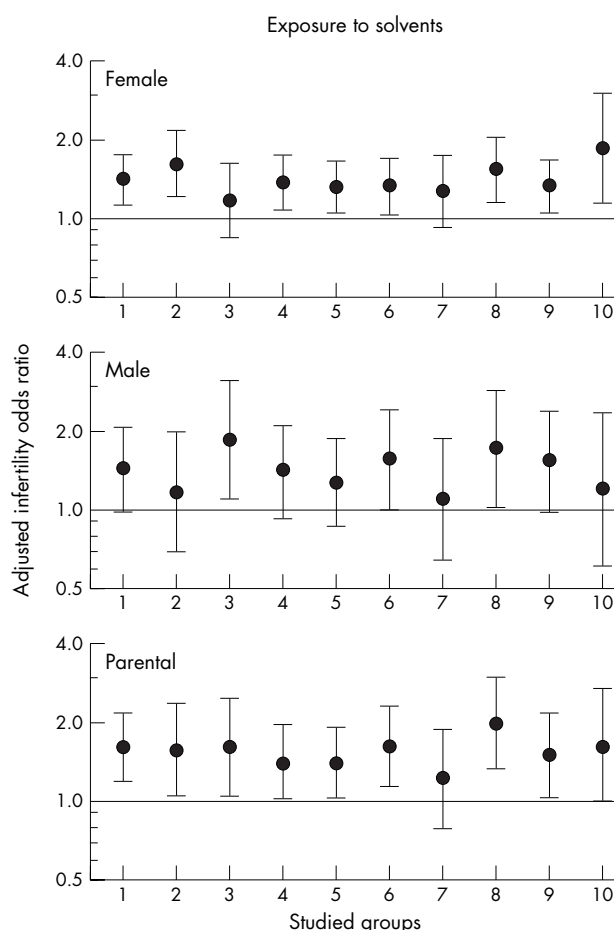 Exposure to solvents
Adjusted infertility odds ratio
Female
4.0
2.0
1.0
0.5
1 2 3 4 5 6 7 8 9 10
Male
4.0
2.0
1.0
0.5
1 2 3 4 5 6 7 8 9 10
Parental
4.0
2.0
1.0
0.5
1 2 3 4 5 6 7 8 9 10
Studied groups